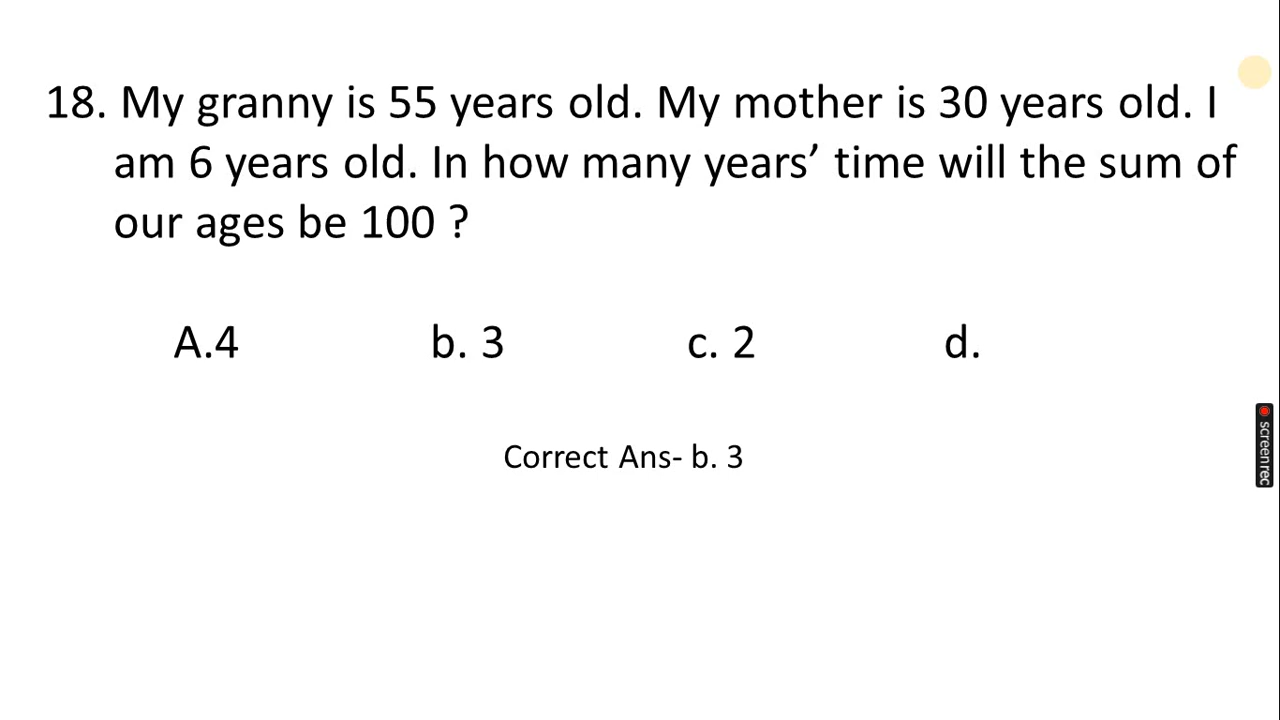 18. My granny is 55 years old. My mother is 30 years old. I
am 6 years old. In how many years’ time will the sum of
our ages be 100 ?
A.4 b. 3 c. 2 d.
Correct Ans- b. 3
screenrec